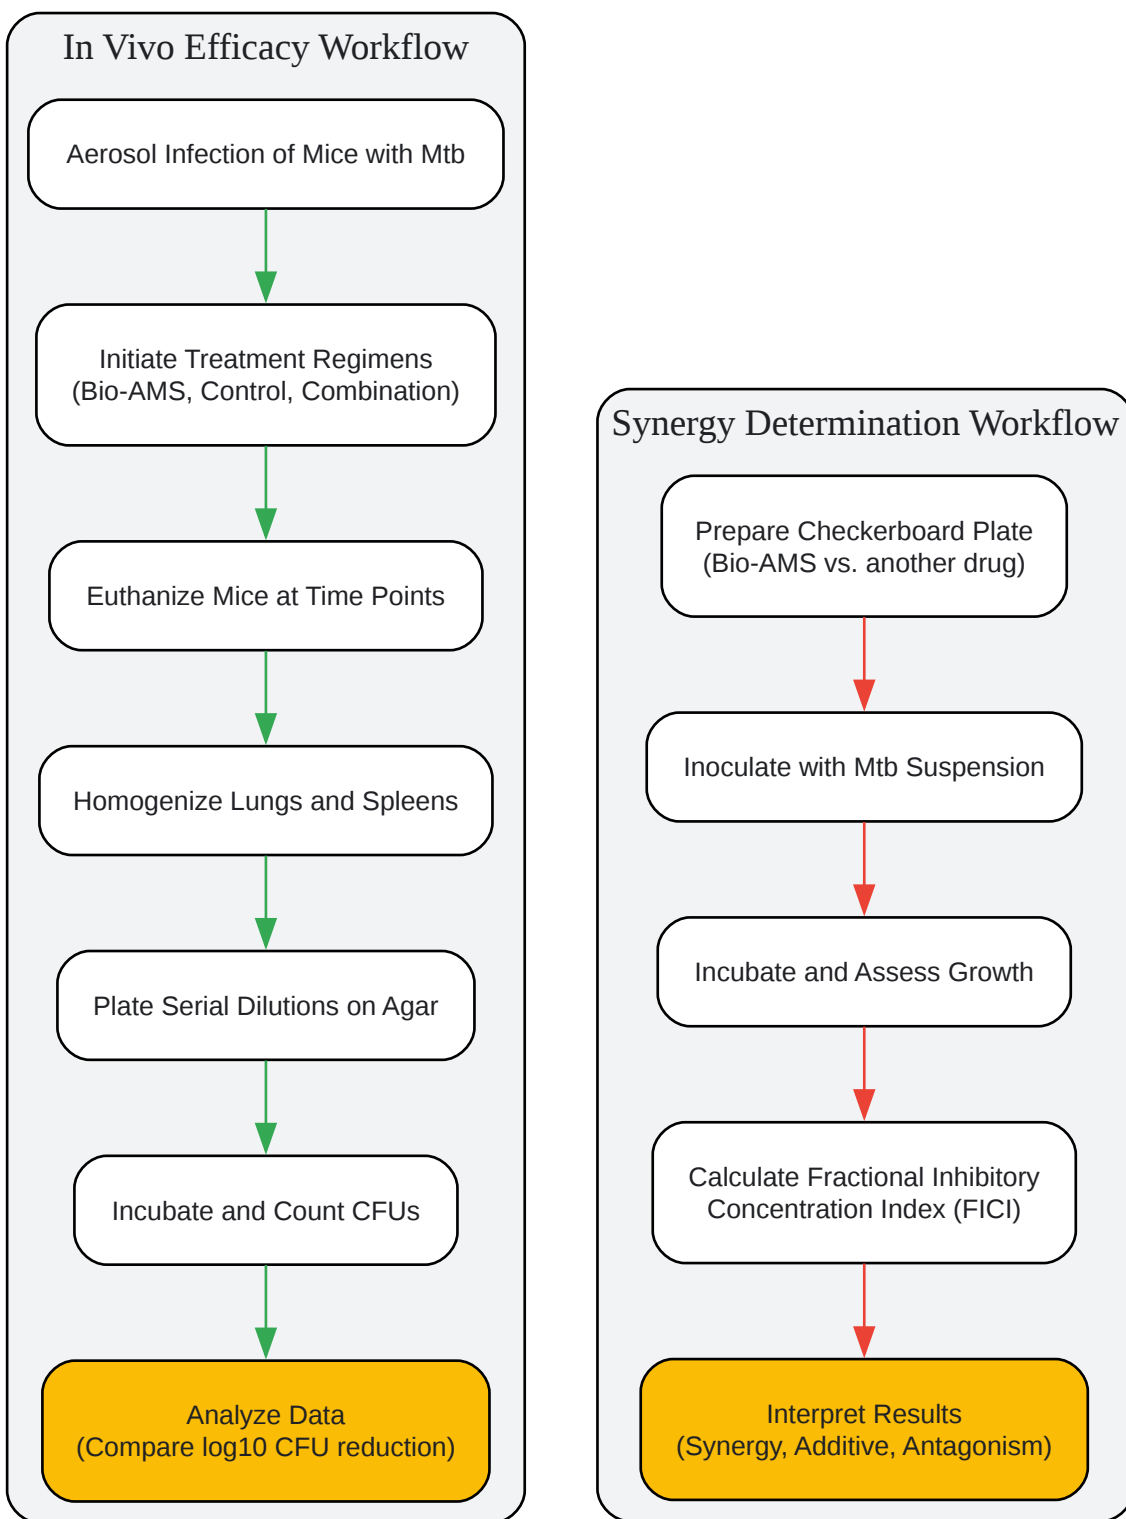 In Vivo Efficacy Workflow
Aerosol Infection of Mice with Mtb
Initiate Treatment Regimens
(Bio-AMS, Control, Combination)
Euthanize Mice at Time Points
Homogenize Lungs and Spleens
Plate Serial Dilutions on Agar
Incubate and Count CFUs
Analyze Data
(Compare log10 CFU reduction)
Synergy Determination Workflow
Prepare Checkerboard Plate
(Bio-AMS vs. another drug)
Inoculate with Mtb Suspension
Incubate and Assess Growth
Calculate Fractional Inhibitory
Concentration Index (FICI)
Interpret Results
(Synergy, Additive, Antagonism)